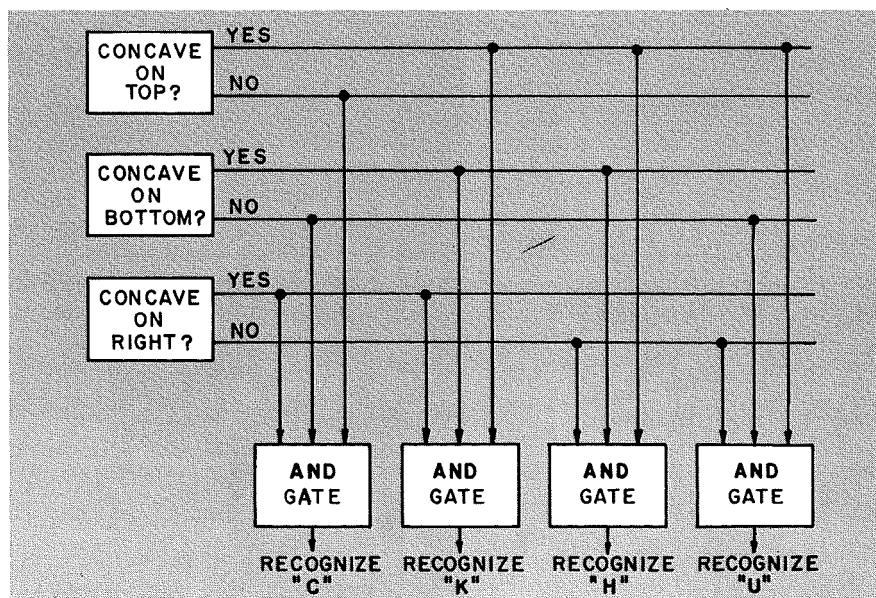 CONCAVE
ON
TOP?
YES
NO
CONCAVE
ON
BOTTOM?
YES
NO
CONCAVE
ON
RIGHT?
YES
NO
AND
GATE
AND
GATE
AND
GATE
AND
GATE
RECOGNIZE
"C"
RECOGNIZE
"K"
RECOGNIZE
"H"
RECOGNIZE
"U"